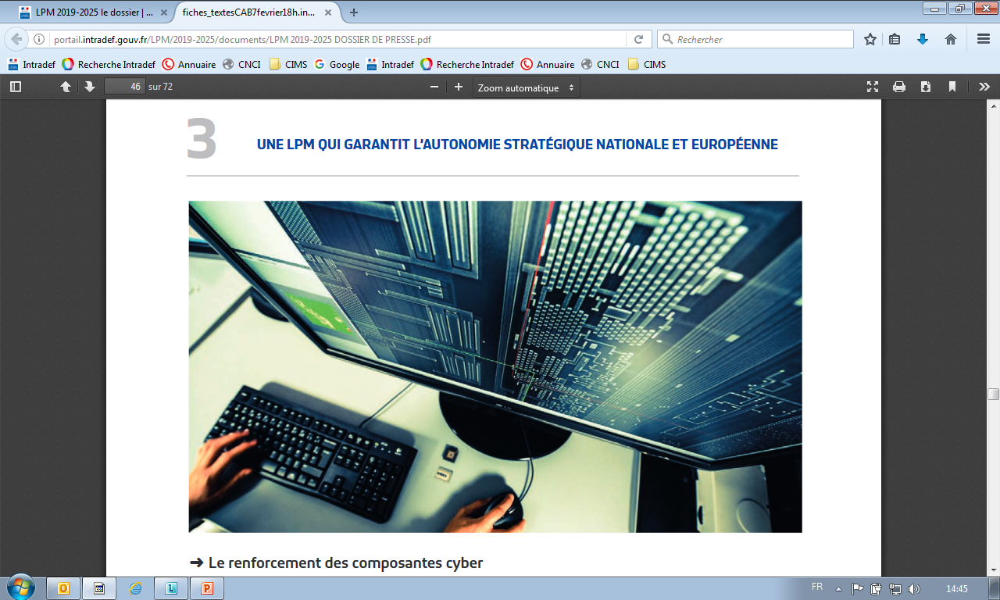 LPM 2019-2025 le dossier | ...
fiches_textesCAB7fevrier18h.in...
portail.intradef.gouv.fr/LPM/2019-2025/documents/LPM 2019-2025 DOSSIER DE PRESSE.pdf
Rechercher
Intradef Recherche Intradef Annuaire CNCI CIMS Google Intradef Recherche Intradef Annuaire CNCI CIMS
46 sur 72
Zoom automatique
3
UNE LPM QUI GARANTIT L'AUTONOMIE STRATÉGIQUE NATIONALE ET EUROPÉENNE
➜ Le renforcement des composantes cyber
FR
14:45